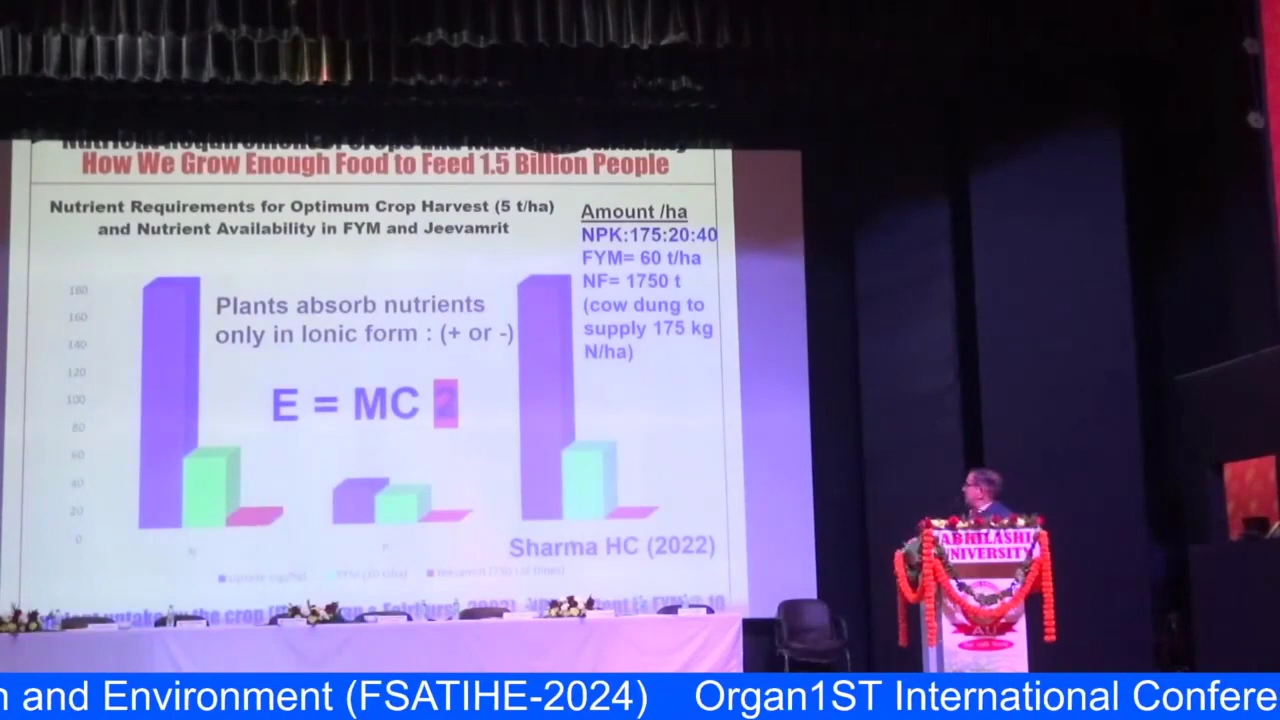 How We Grow Enough Food to Feed 1.5 Billion People
Nutrient Requirements for Optimum Crop Harvest (5 t/ha)
and Nutrient Availability in FYM and Jeevamrit
Amount /ha
NPK:175:20:40
FYM= 60 t/ha
NF= 1750 t
(cow dung to
supply 175 kg
N/ha)
Plants absorb nutrients
only in Ionic form : (+ or -)
E = MC 2
180
160
140
120
100
80
60
40
20
0
Sharma HC (2022)
ABHILASHI
UNIVERSITY
AU
n and Environment (FSATIHE-2024) Organ1ST International Confere